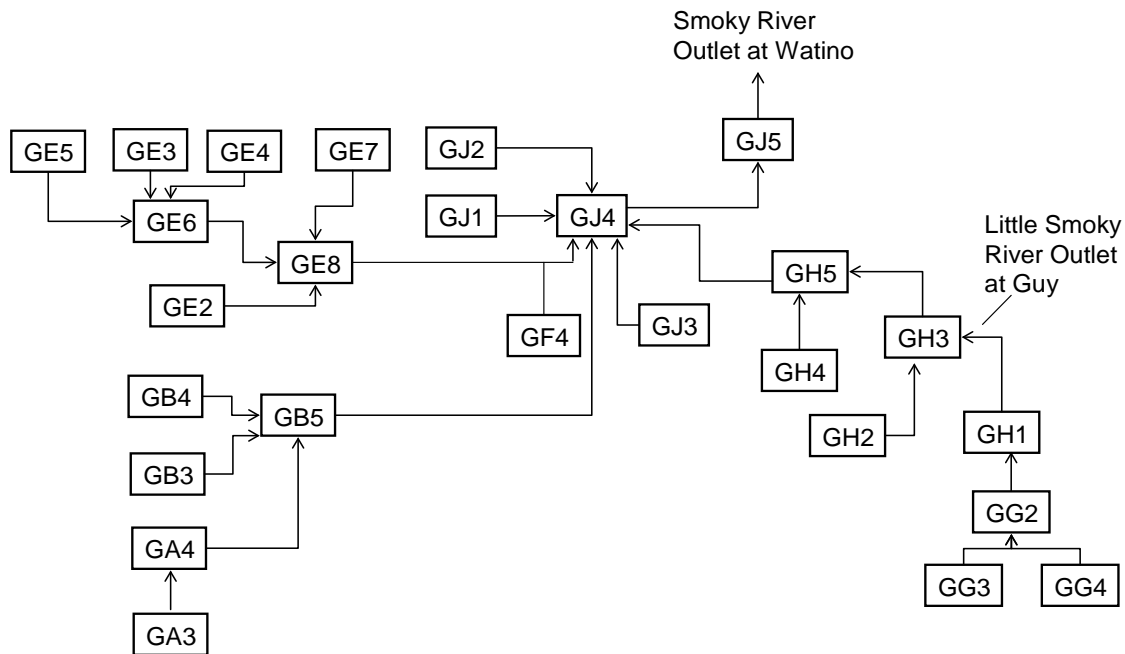 Smoky River
Outlet at Watino
GE5
GE3
GE4
GE7
GJ2
GJ5
GE6
GJ1
GJ4
Little Smoky
River Outlet
at Guy
GE8
GH5
GE2
GF4
GJ3
GH3
GH4
GB4
GB5
GH2
GH1
GB3
GG2
GA4
GG3
GG4
GA3